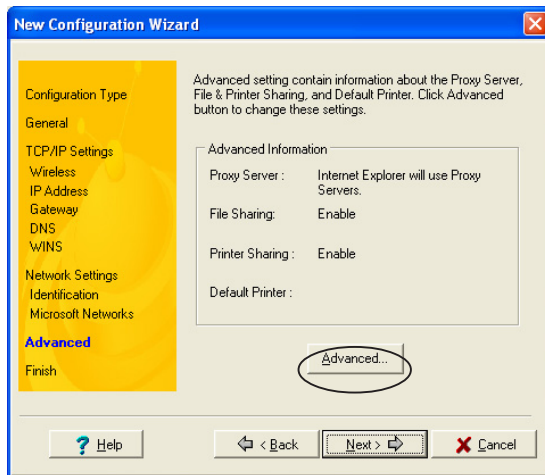 New Configuration Wizard
Configuration Type
General
TCP/IP Settings
Wireless
IP Address
Gateway
DNS
WINS
Network Settings
Identification
Microsoft Networks
Advanced
Finish
Advanced setting contain information about the Proxy Server,
File & Printer Sharing, and Default Printer. Click Advanced
button to change these settings.
Advanced Information
Proxy Server : Internet Explorer will use Proxy
Servers.
File Sharing: Enable
Printer Sharing : Enable
Default Printer :
Advanced...
? Help
< Back
Next >
Cancel